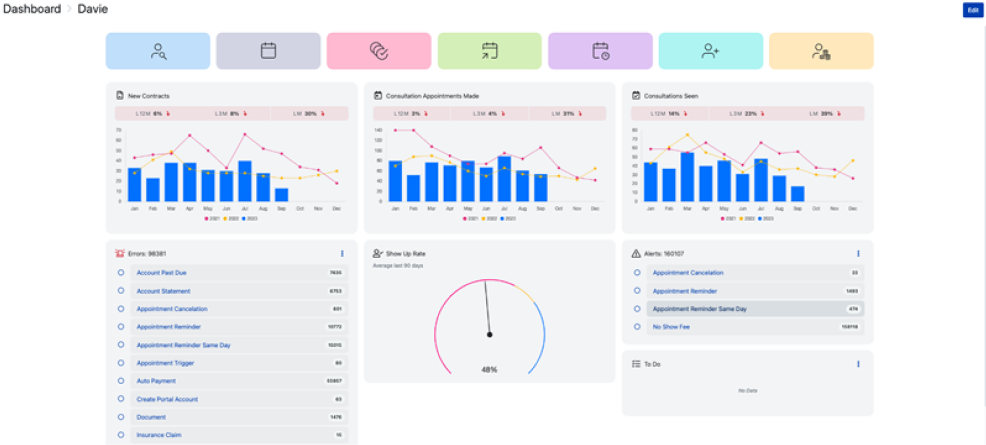 Dashboard > Davie
Edit
New Contracts
L12M 6% L3M 8% LM 30%
70
60
50
40
30
20
10
0
Jan Feb Mar Apr May Jun Jul Aug Sep Oct Nov Dec
2021 2022 2023
Consultation Appointments Made
L12M 3% L3M 4% LM 31%
140
120
100
80
60
40
20
0
Jan Feb Mar Apr May Jun Jul Aug Sep Oct Nov Dec
2021 2022 2023
Consultations Seen
L12M 14% L3M 23% LM 39%
80
70
60
50
40
30
20
10
0
Jan Feb Mar Apr May Jun Jul Aug Sep Oct Nov Dec
2021 2022 2023
Errors: 98381
Account Past Due 7635
Account Statement 6753
Appointment Cancelation 831
Appointment Reminder 10772
Appointment Reminder Same Day
Appointment Trigger
Auto Payment
Create Portal Account 63
Document 1476
Insurance Claim
Show Up Rate
Average last 90 days
48%
Alerts: 160107
Appointment Cancelation 33
Appointment Reminder 1493
Appointment Reminder Same Day 474
No Show Fee
To Do
No Data